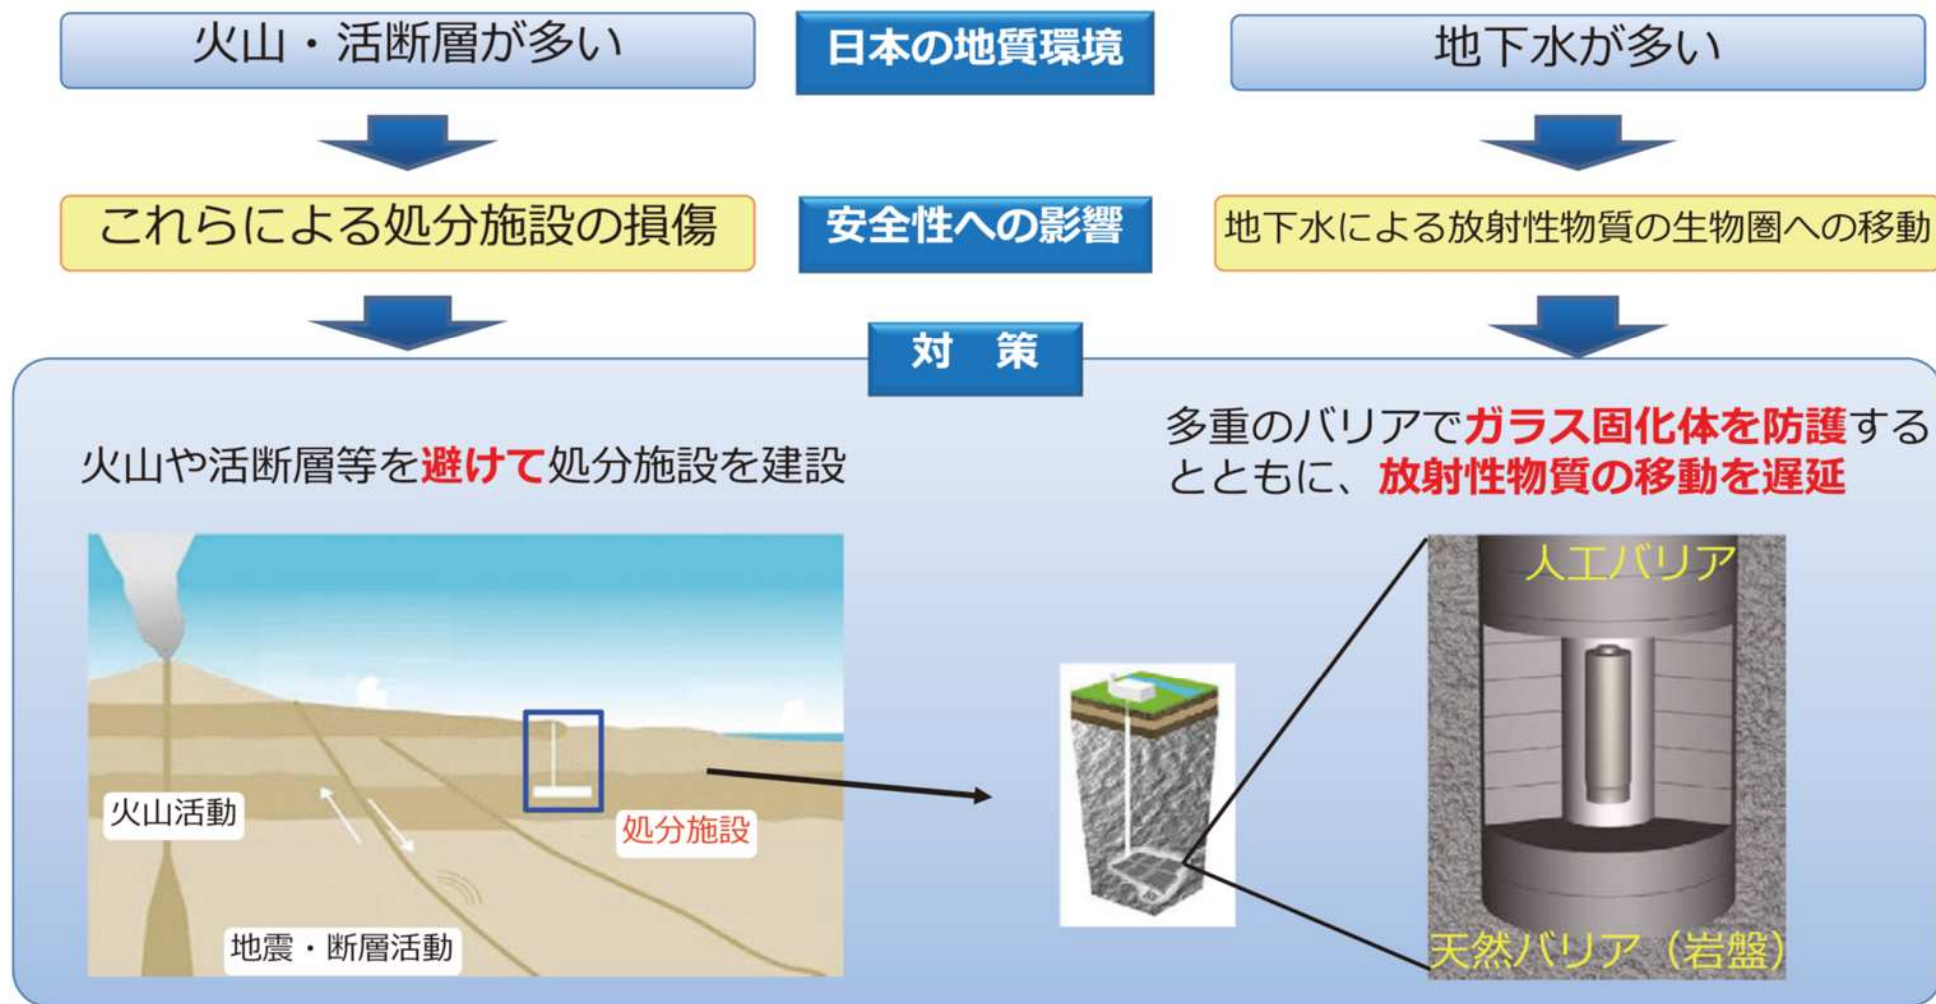 火山・活断層が多い
日本の地質環境
地下水が多い
これらによる処分施設の損傷
安全性への影響
地下水による放射性物質の生物圏への移動
対　策
火山や活断層等を避けて処分施設を建設
多重のバリアでガラス固化体を防護する
とともに、放射性物質の移動を遅延
火山活動
処分施設
地震・断層活動
人工バリア
天然バリア（岩盤）